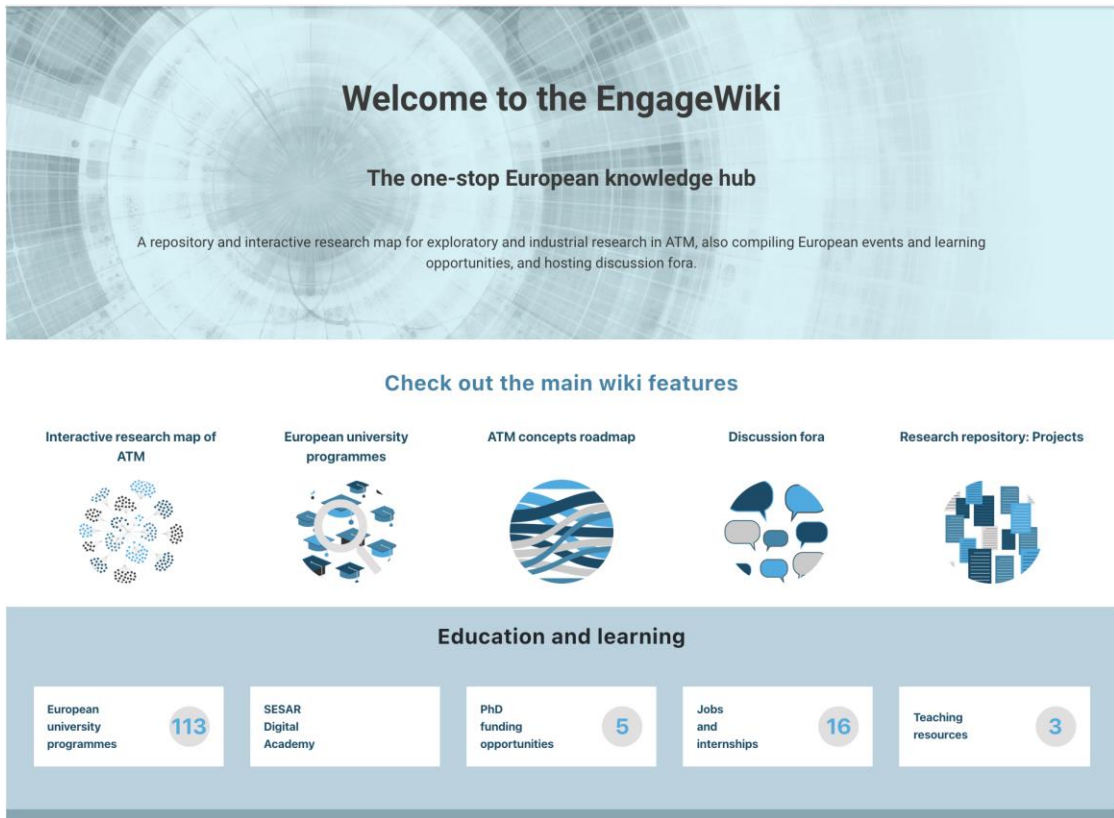 Welcome to the EngageWiki
The one-stop European knowledge hub
A repository and interactive research map for exploratory and industrial research in ATM, also compiling European events and learning
opportunities, and hosting discussion fora.
Check out the main wiki features
Interactive research map of
ATM
European university
programmes
ATM concepts roadmap
Discussion fora
Research repository: Projects
Education and learning
European
university
programmes
113
SESAR
Digital
Academy
PhD
funding
opportunities
5
Jobs
and
internships
16
Teaching
resources
3